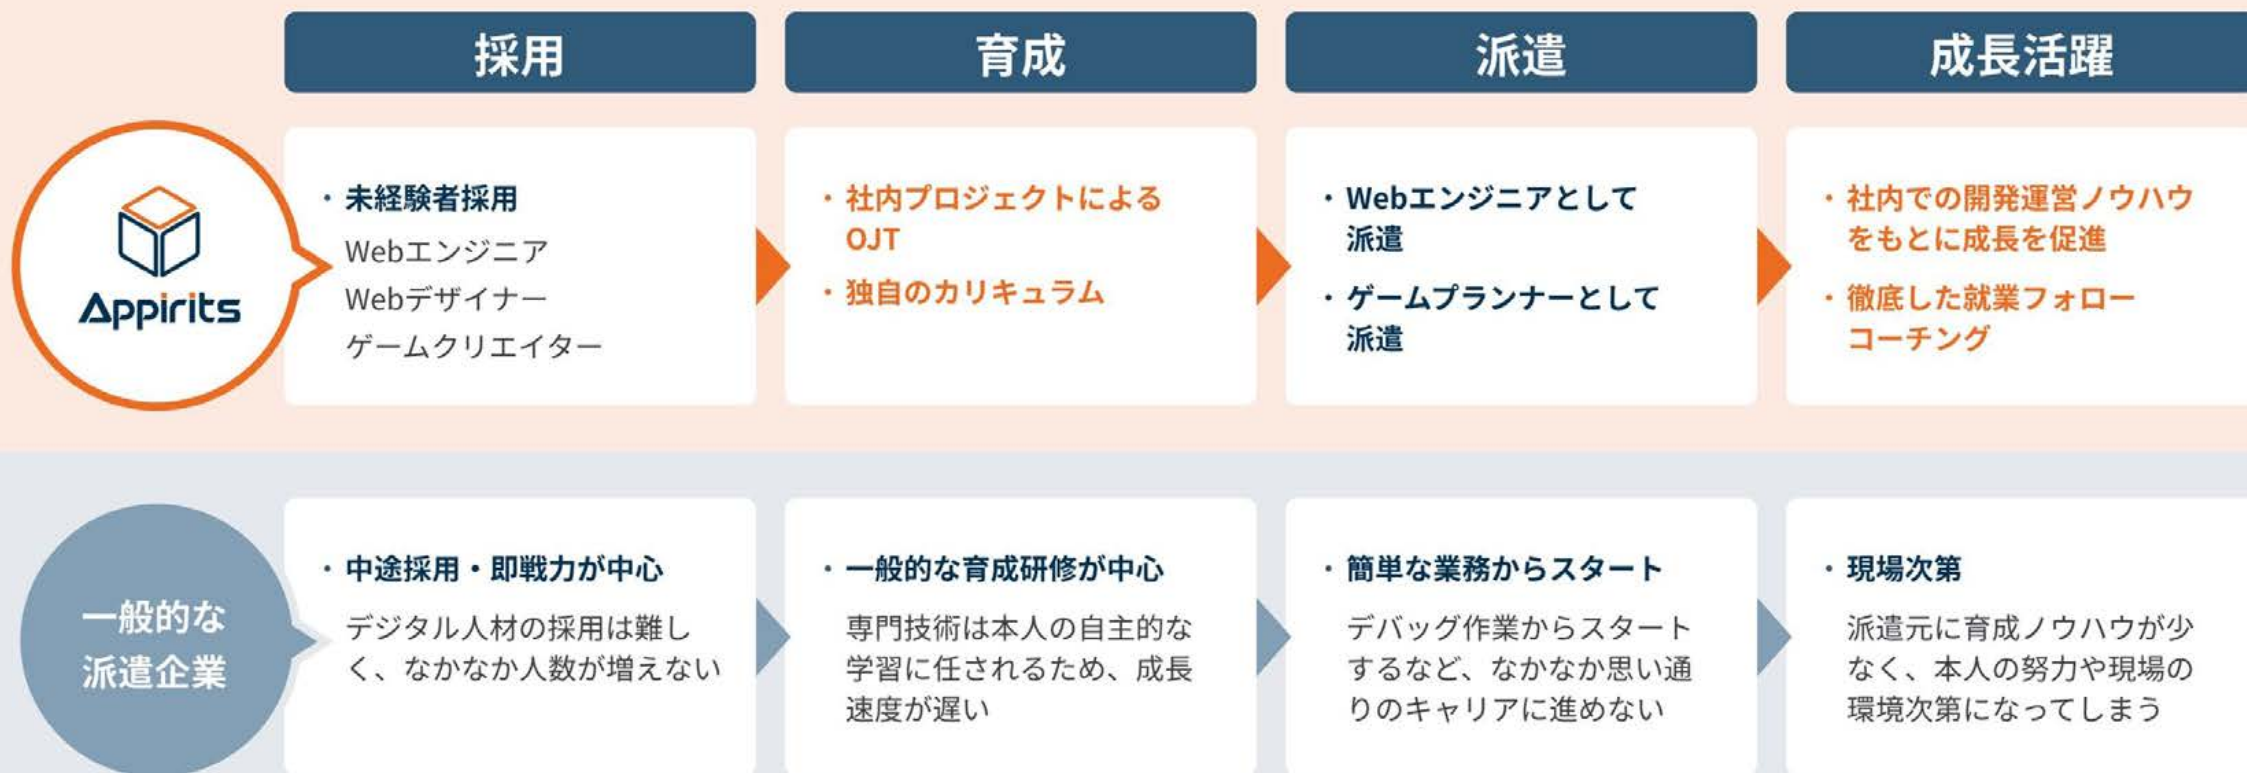 採用
育成
派遣
成長活躍
Appirits
・未経験者採用
Webエンジニア
Webデザイナー
ゲームクリエイター
・社内プロジェクトによる
OJT
・独自のカリキュラム
・Webエンジニアとして
派遣
・ゲームプランナーとして
派遣
・社内での開発運営ノウハウ
をもとに成長を促進
・徹底した就業フォロー
コーチング
一般的な
派遣企業
・中途採用・即戦力が中心
デジタル人材の採用は難し
く、なかなか人数が増えない
・一般的な育成研修が中心
専門技術は本人の自主的な
学習に任されるため、成長
速度が遅い
・簡単な業務からスタート
デバッグ作業からスタート
するなど、なかなか思い通
りのキャリアに進めない
・現場次第
派遣元に育成ノウハウが少
なく、本人の努力や現場の
環境次第になってしまう